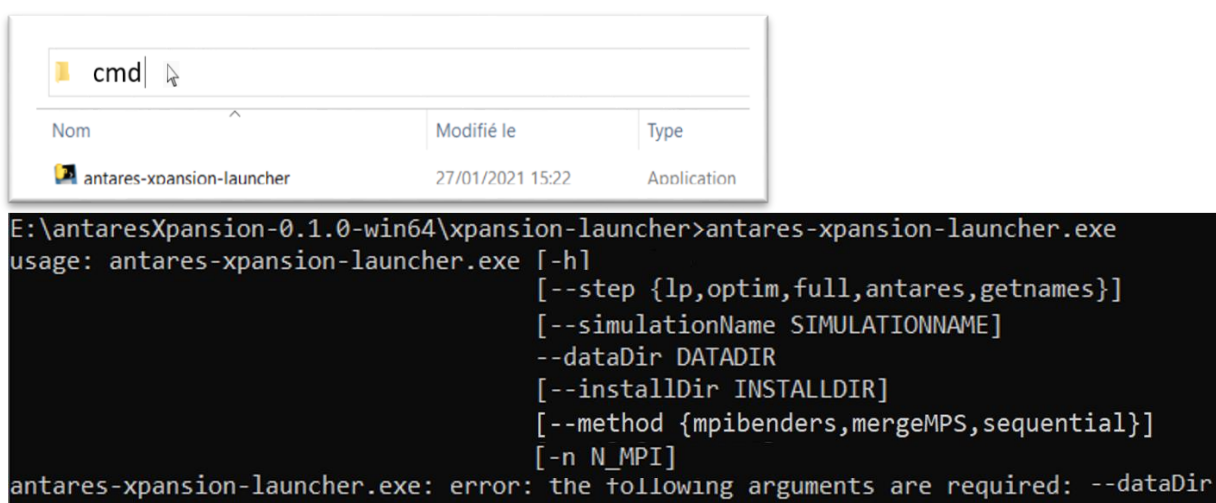 cmd
Nom Modifié le Type
antares-xpansion-launcher 27/01/2021 15:22 Application
E:\antaresXpansion-0.1.0-win64\xpansion-launcher>antares-xpansion-launcher.exe
usage: antares-xpansion-launcher.exe [-h]
[--step {lp,optim,full,antares,getnames}]
[--simulationName SIMULATIONNAME]
--dataDir DATADIR
[--installDir INSTALLDIR]
[--method {mpibenders,mergeMPS,sequential}]
[-n N_MPI]
antares-xpansion-launcher.exe: error: the following arguments are required: --dataDir